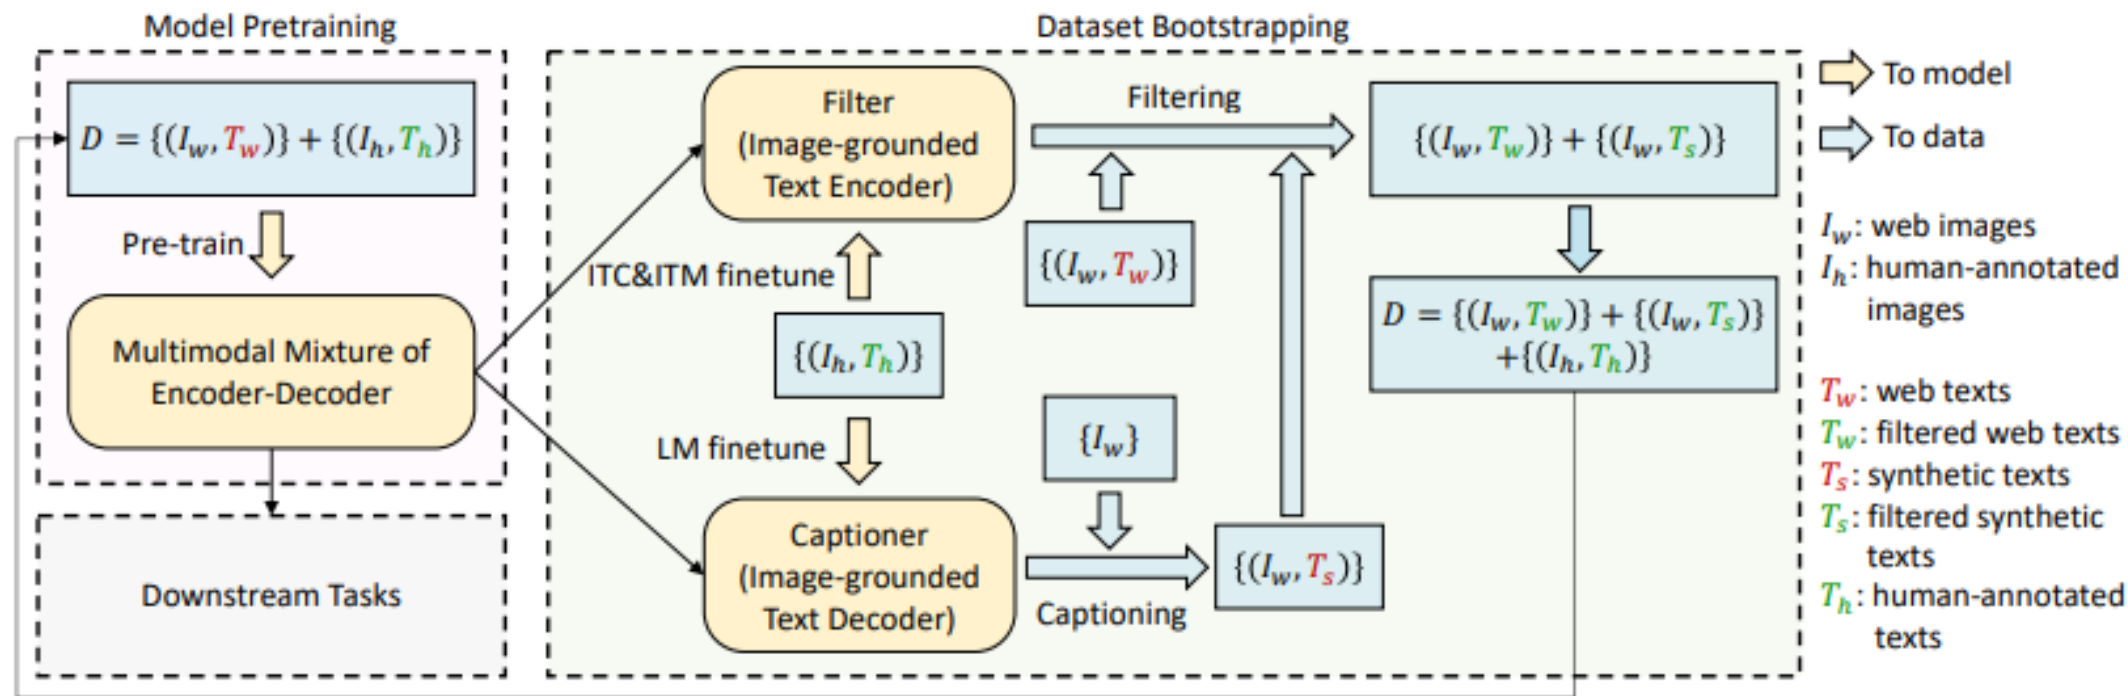 Model Pretraining
D = {(I_w, T_w)} + {(I_h, T_h)}
Pre-train
Multimodal Mixture of
Encoder-Decoder
Downstream Tasks
Dataset Bootstrapping
Filter
(Image-grounded
Text Encoder)
ITC&ITM finetune
{(I_h, T_h)}
LM finetune
Captioner
(Image-grounded
Text Decoder)
Filtering
{(I_w, T_w)}
{I_w}
Captioning
{(I_w, T_s)}
{(I_w, T_w)} + {(I_w, T_s)}
D = {(I_w, T_w)} + {(I_w, T_s)}
+{(I_h, T_h)}
To model
To data
I_w: web images
I_h: human-annotated
images
T_w: web texts
T_w: filtered web texts
T_s: synthetic texts
T_s: filtered synthetic
texts
T_h: human-annotated
texts